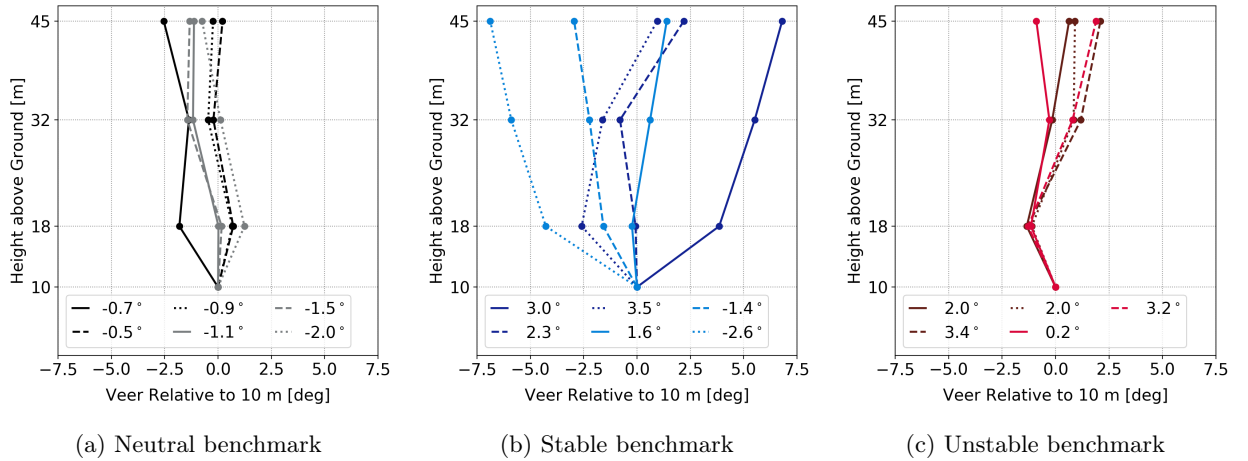 45
32
18
10
Height above Ground [m]
-0.7°
-0.5°
-0.9°
-1.1°
-1.5°
-2.0°
−7.5 −5.0 −2.5 0.0 2.5 5.0 7.5
Veer Relative to 10 m [deg]
(a) Neutral benchmark
45
32
18
10
Height above Ground [m]
3.0°
2.3°
3.5°
1.6°
-1.4°
-2.6°
−7.5 −5.0 −2.5 0.0 2.5 5.0 7.5
Veer Relative to 10 m [deg]
(b) Stable benchmark
45
32
18
10
Height above Ground [m]
2.0°
3.4°
2.0°
0.2°
3.2°
−7.5 −5.0 −2.5 0.0 2.5 5.0 7.5
Veer Relative to 10 m [deg]
(c) Unstable benchmark